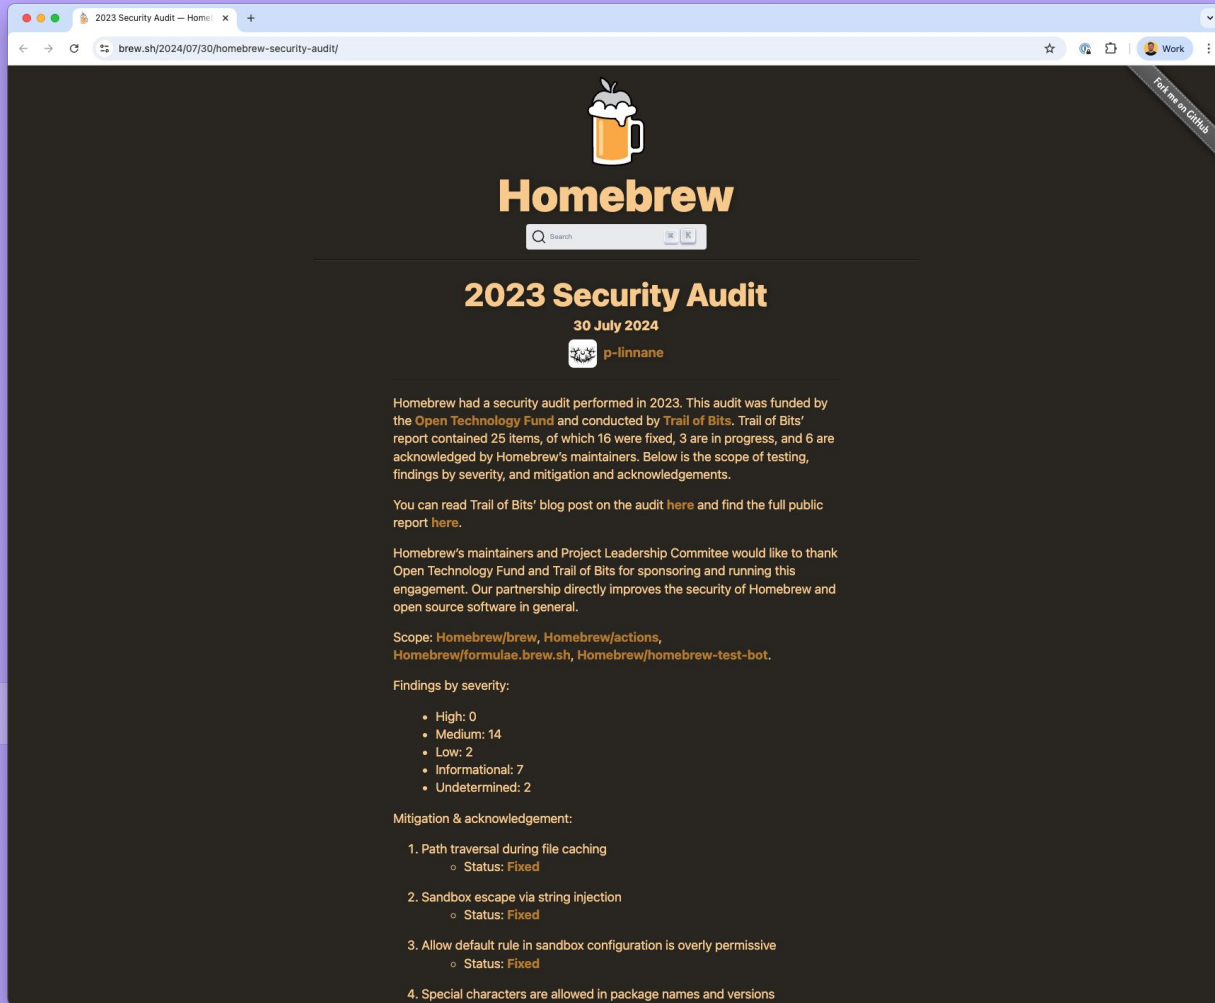 2023 Security Audit — Home
brew.sh/2024/07/30/homebrew-security-audit/
Work
Fork me on GitHub
Homebrew
Search
⌘ K
2023 Security Audit
30 July 2024
p-linnane
Homebrew had a security audit performed in 2023. This audit was funded by
the Open Technology Fund and conducted by Trail of Bits. Trail of Bits’
report contained 25 items, of which 16 were fixed, 3 are in progress, and 6 are
acknowledged by Homebrew’s maintainers. Below is the scope of testing,
findings by severity, and mitigation and acknowledgements.
You can read Trail of Bits’ blog post on the audit here and find the full public
report here.
Homebrew’s maintainers and Project Leadership Commitee would like to thank
Open Technology Fund and Trail of Bits for sponsoring and running this
engagement. Our partnership directly improves the security of Homebrew and
open source software in general.
Scope: Homebrew/brew, Homebrew/actions,
Homebrew/formulae.brew.sh, Homebrew/homebrew-test-bot.
Findings by severity:
• High: 0
• Medium: 14
• Low: 2
• Informational: 7
• Undetermined: 2
Mitigation & acknowledgement:
1. Path traversal during file caching
◦ Status: Fixed
2. Sandbox escape via string injection
◦ Status: Fixed
3. Allow default rule in sandbox configuration is overly permissive
◦ Status: Fixed
4. Special characters are allowed in package names and versions